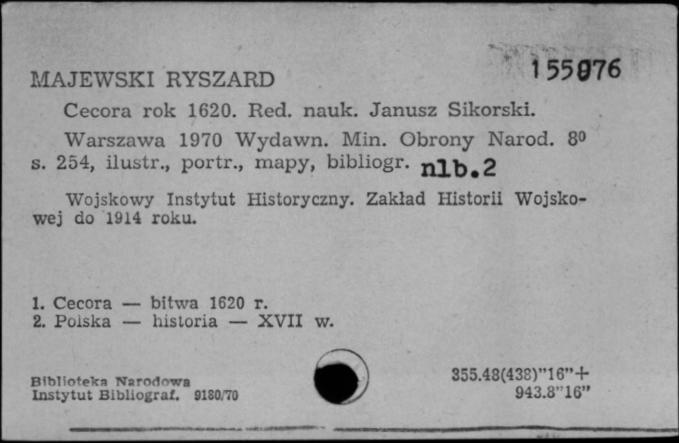 155976
MAJEWSKI RYSZARD
Cecora rok 1620. Red. nauk. Janusz Sikorski.
Warszawa 1970 Wydawn. Min. Obrony Narod. 8⁰
s. 254, ilustr., portr., mapy, bibliogr. nlb.2
Wojskowy Instytut Historyczny. Zakład Historii Wojsko-
wej do 1914 roku.
1. Cecora — bitwa 1620 r.
2. Polska — historia — XVII w.
Biblioteka Narodowa
Instytut Bibliograf. 9180/70
355.48(438)"16"+
943.8"16"